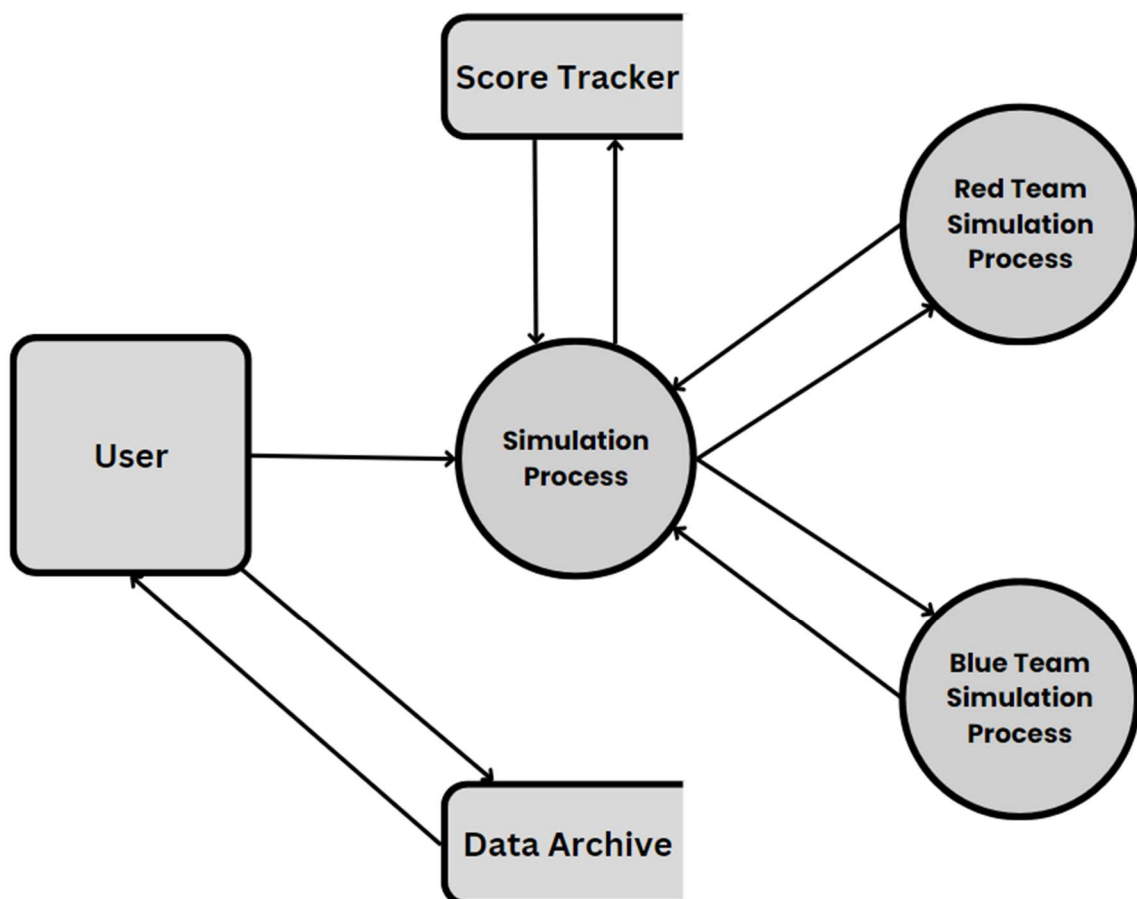 Score Tracker
Red Team
Simulation
Process
User
Simulation
Process
Blue Team
Simulation
Process
Data Archive